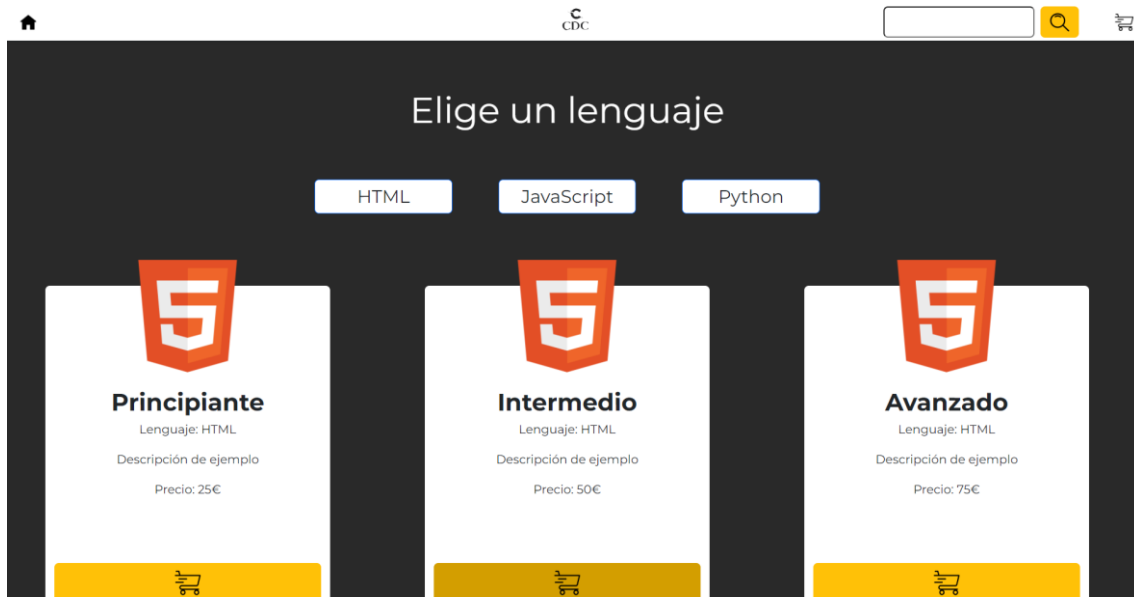 C
CDC
Elige un lenguaje
HTML
JavaScript
Python
Principiante
Lenguaje: HTML
Descripción de ejemplo
Precio: 25€
Intermedio
Lenguaje: HTML
Descripción de ejemplo
Precio: 50€
Avanzado
Lenguaje: HTML
Descripción de ejemplo
Precio: 75€